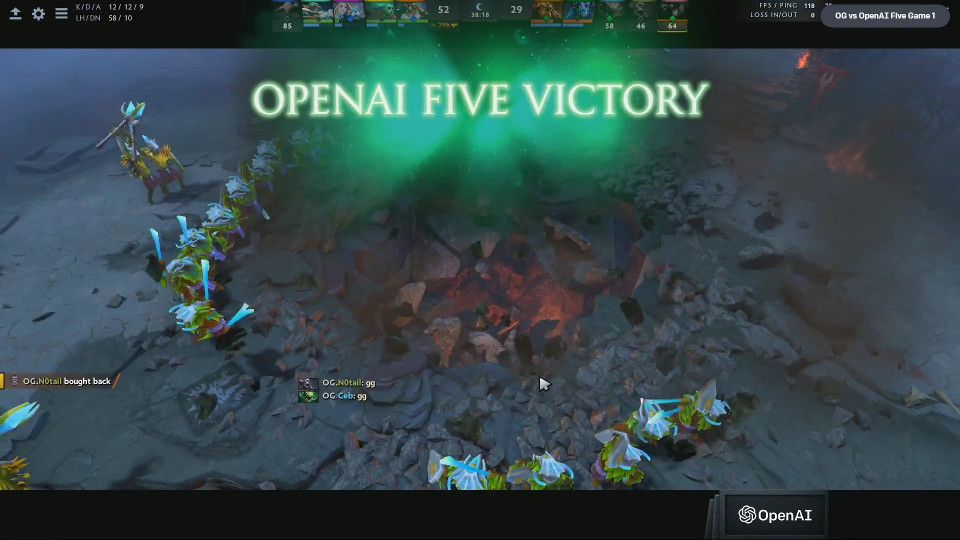 K/D/A 12/ 12/ 9
LH/DN 58 / 10
85
52
38:18
29
58
46
64
FPS / PING 118
LOSS IN/OUT 0
OG vs OpenAI Five Game 1
OPENAI FIVE VICTORY
OG.N0tail bought back
OG.N0tail: gg
OG.Ceb: gg
OpenAI